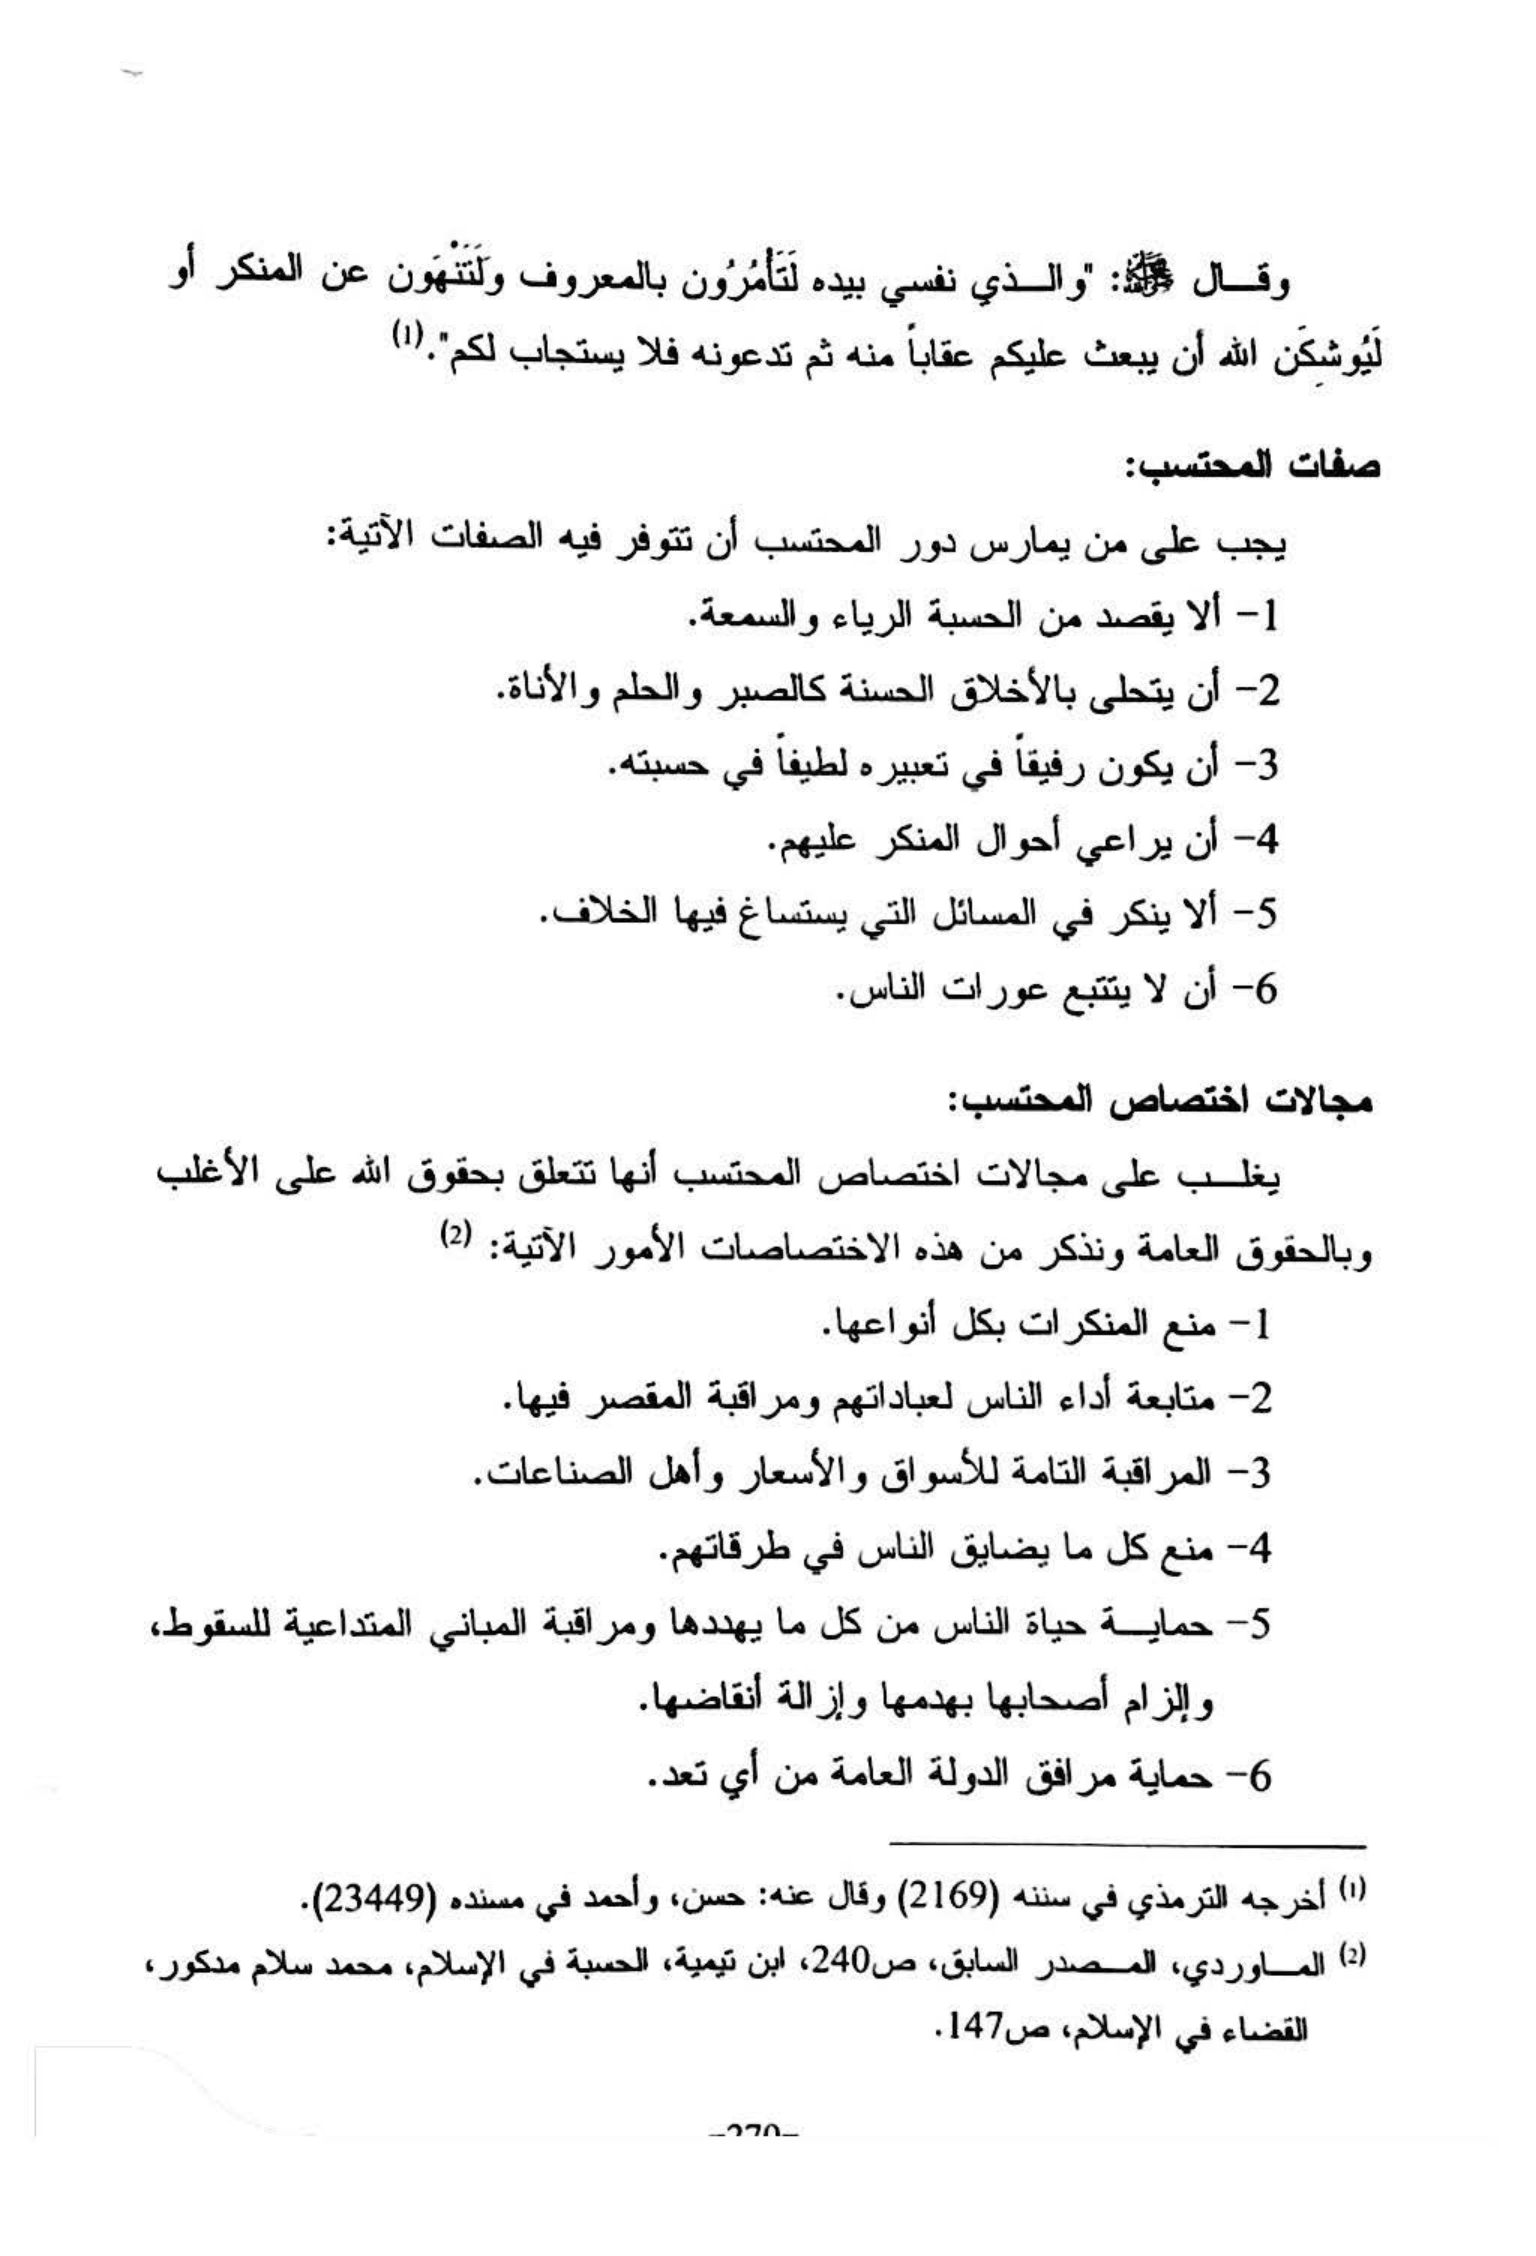 وقال ﷺ: "والذي نفسي بيده لَتَأْمُرُون بالمعروف ولَتَنْهَون عن المنكر أو
لَيُوشِكَن الله أن يبعث عليكم عقاباً منه ثم تدعونه فلا يستجاب لكم". (1)
صفات المحتسب:
يجب على من يمارس دور المحتسب أن تتوفر فيه الصفات الآتية:
1- ألا يقصد من الحسبة الرياء والسمعة.
2- أن يتحلى بالأخلاق الحسنة كالصبر والحلم والأناة.
3- أن يكون رفيقاً في تعبيره لطيفاً في حسبته.
4- أن يراعي أحوال المنكر عليهم.
5- ألا ينكر في المسائل التي يستساغ فيها الخلاف.
6- أن لا يتتبع عورات الناس.
مجالات اختصاص المحتسب:
يغلب على مجالات اختصاص المحتسب أنها تتعلق بحقوق الله على الأغلب
وبالحقوق العامة ونذكر من هذه الاختصاصات الأمور الآتية: (2)
1- منع المنكرات بكل أنواعها.
2- متابعة أداء الناس لعباداتهم ومراقبة المقصر فيها.
3- المراقبة التامة للأسواق والأسعار وأهل الصناعات.
4- منع كل ما يضايق الناس في طرقاتهم.
5- حماية حياة الناس من كل ما يهددها ومراقبة المباني المتداعية للسقوط،
وإلزام أصحابها بهدمها وإزالة أنقاضها.
6- حماية مرافق الدولة العامة من أي تعد.
(1) أخرجه الترمذي في سننه (2169) وقال عنه: حسن، وأحمد في مسنده (23449).
(2) الماوردي، المصدر السابق، ص240، ابن تيمية، الحسبة في الإسلام، محمد سلام مدكور،
القضاء في الإسلام، ص147.